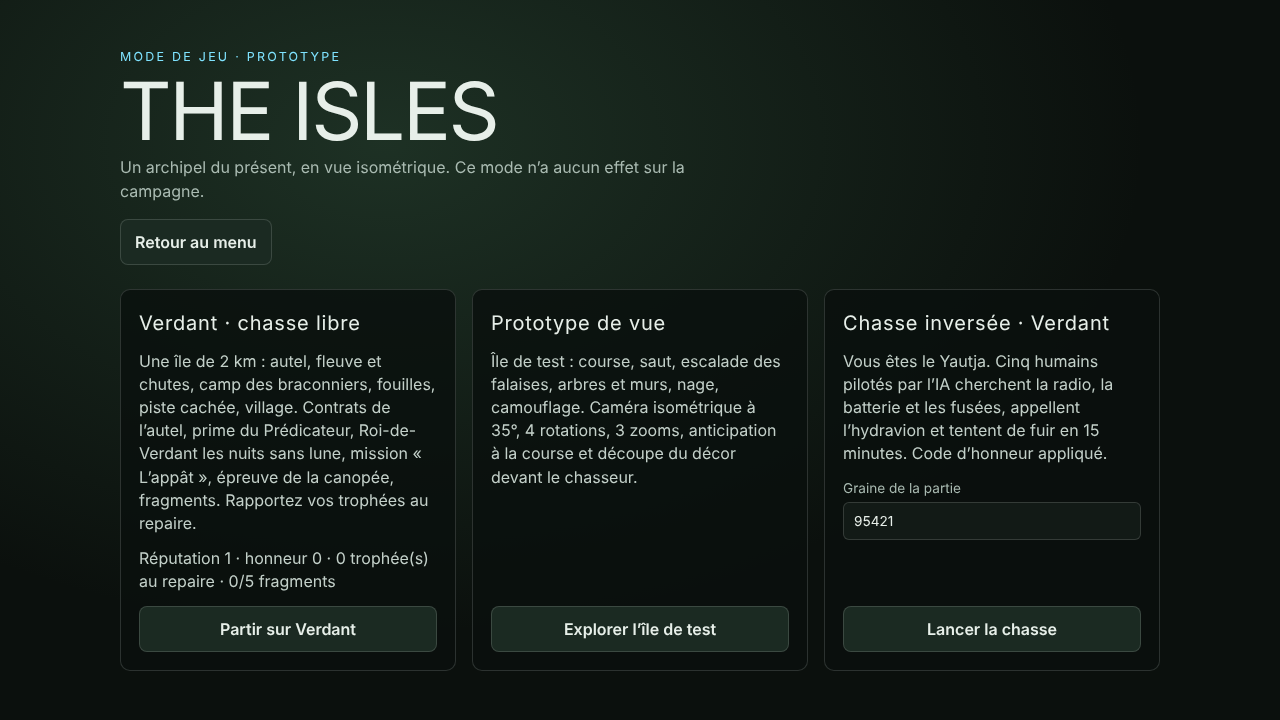 MODE DE JEU · PROTOTYPE
THE ISLES
Un archipel du présent, en vue isométrique. Ce mode n’a aucun effet sur la
campagne.
Retour au menu
Verdant · chasse libre
Une île de 2 km : autel, fleuve et
chutes, camp des braconniers, fouilles,
piste cachée, village. Contrats de
l’autel, prime du Prédicateur, Roi-de-
Verdant les nuits sans lune, mission «
L’appât », épreuve de la canopée,
fragments. Rapportez vos trophées au
repaire.
Réputation 1 · honneur 0 · 0 trophée(s)
au repaire · 0/5 fragments
Partir sur Verdant
Prototype de vue
Île de test : course, saut, escalade des
falaises, arbres et murs, nage,
camouflage. Caméra isométrique à
35°, 4 rotations, 3 zooms, anticipation
à la course et découpe du décor
devant le chasseur.
Explorer l’île de test
Chasse inversée · Verdant
Vous êtes le Yautja. Cinq humains
pilotés par l’IA cherchent la radio, la
batterie et les fusées, appellent
l’hydravion et tentent de fuir en 15
minutes. Code d’honneur appliqué.
Graine de la partie
95421
Lancer la chasse